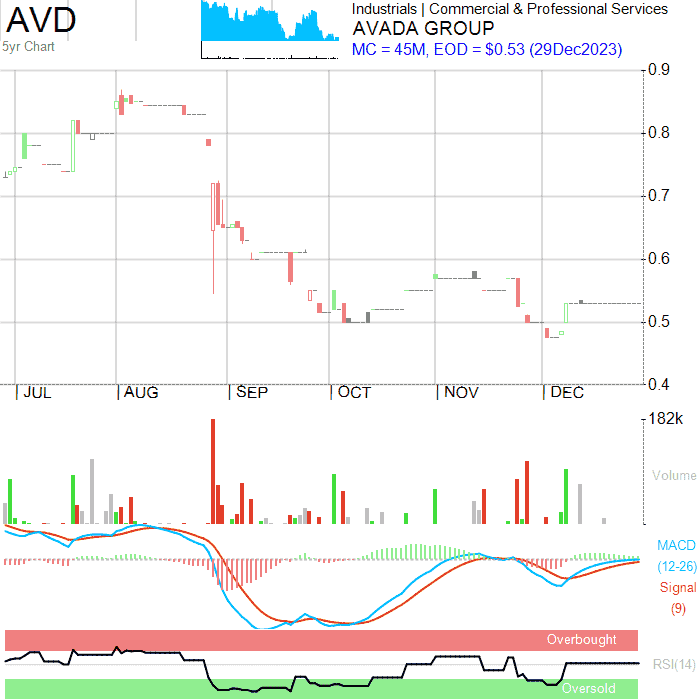 AVD
5yr Chart
Industrials | Commercial & Professional Services
AVADA GROUP
MC = 45M, EOD = $0.53 (29Dec2023)
0.9
0.8
0.7
0.6
0.5
0.4
JUL
AUG
SEP
OCT
NOV
DEC
182k
Volume
MACD
(12-26)
Signal
(9)
Overbought
RSI(14)
Oversold